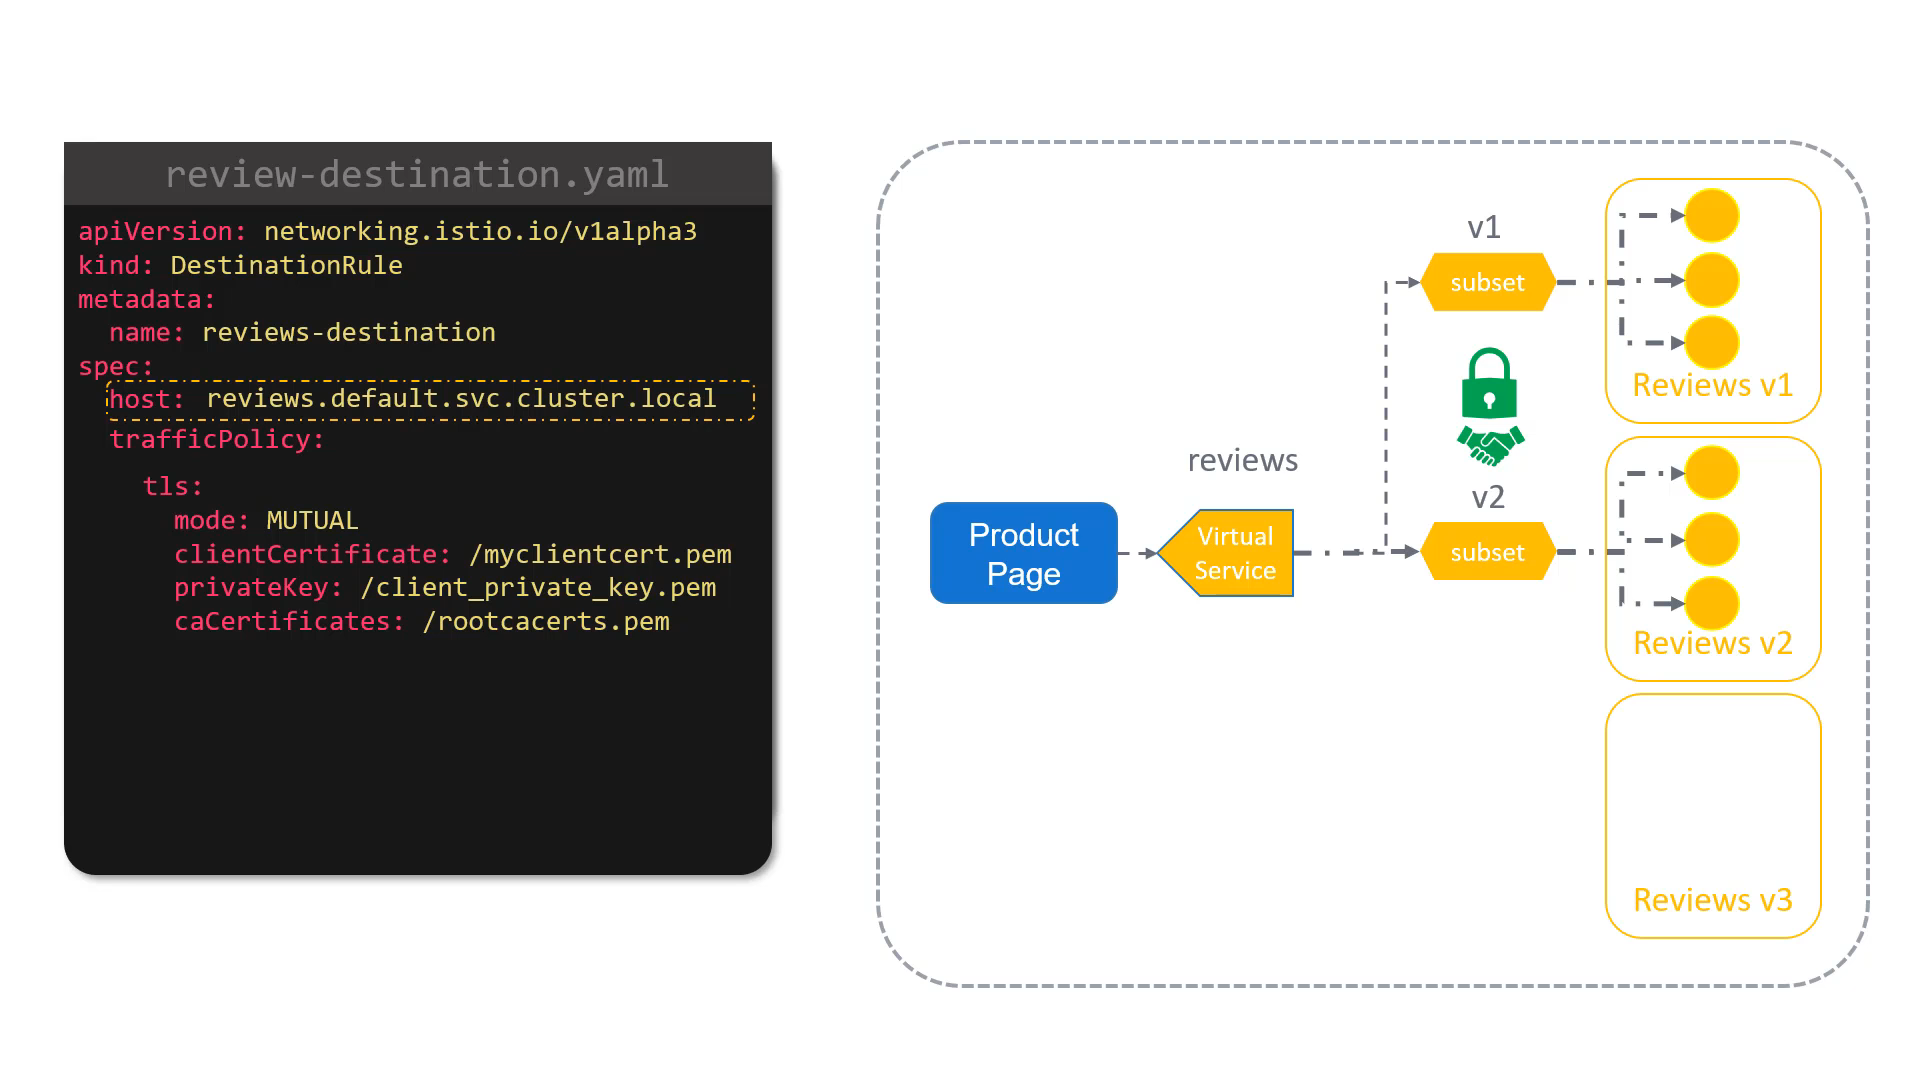 review-destination.yaml
apiVersion: networking.istio.io/v1alpha3
kind: DestinationRule
metadata:
  name: reviews-destination
spec:
  host: reviews.default.svc.cluster.local
  trafficPolicy:
    tls:
      mode: MUTUAL
      clientCertificate: /myclientcert.pem
      privateKey: /client_private_key.pem
      caCertificates: /rootcacerts.pem
Product
Page
reviews
Virtual
Service
v1
subset
v2
subset
Reviews v1
Reviews v2
Reviews v3